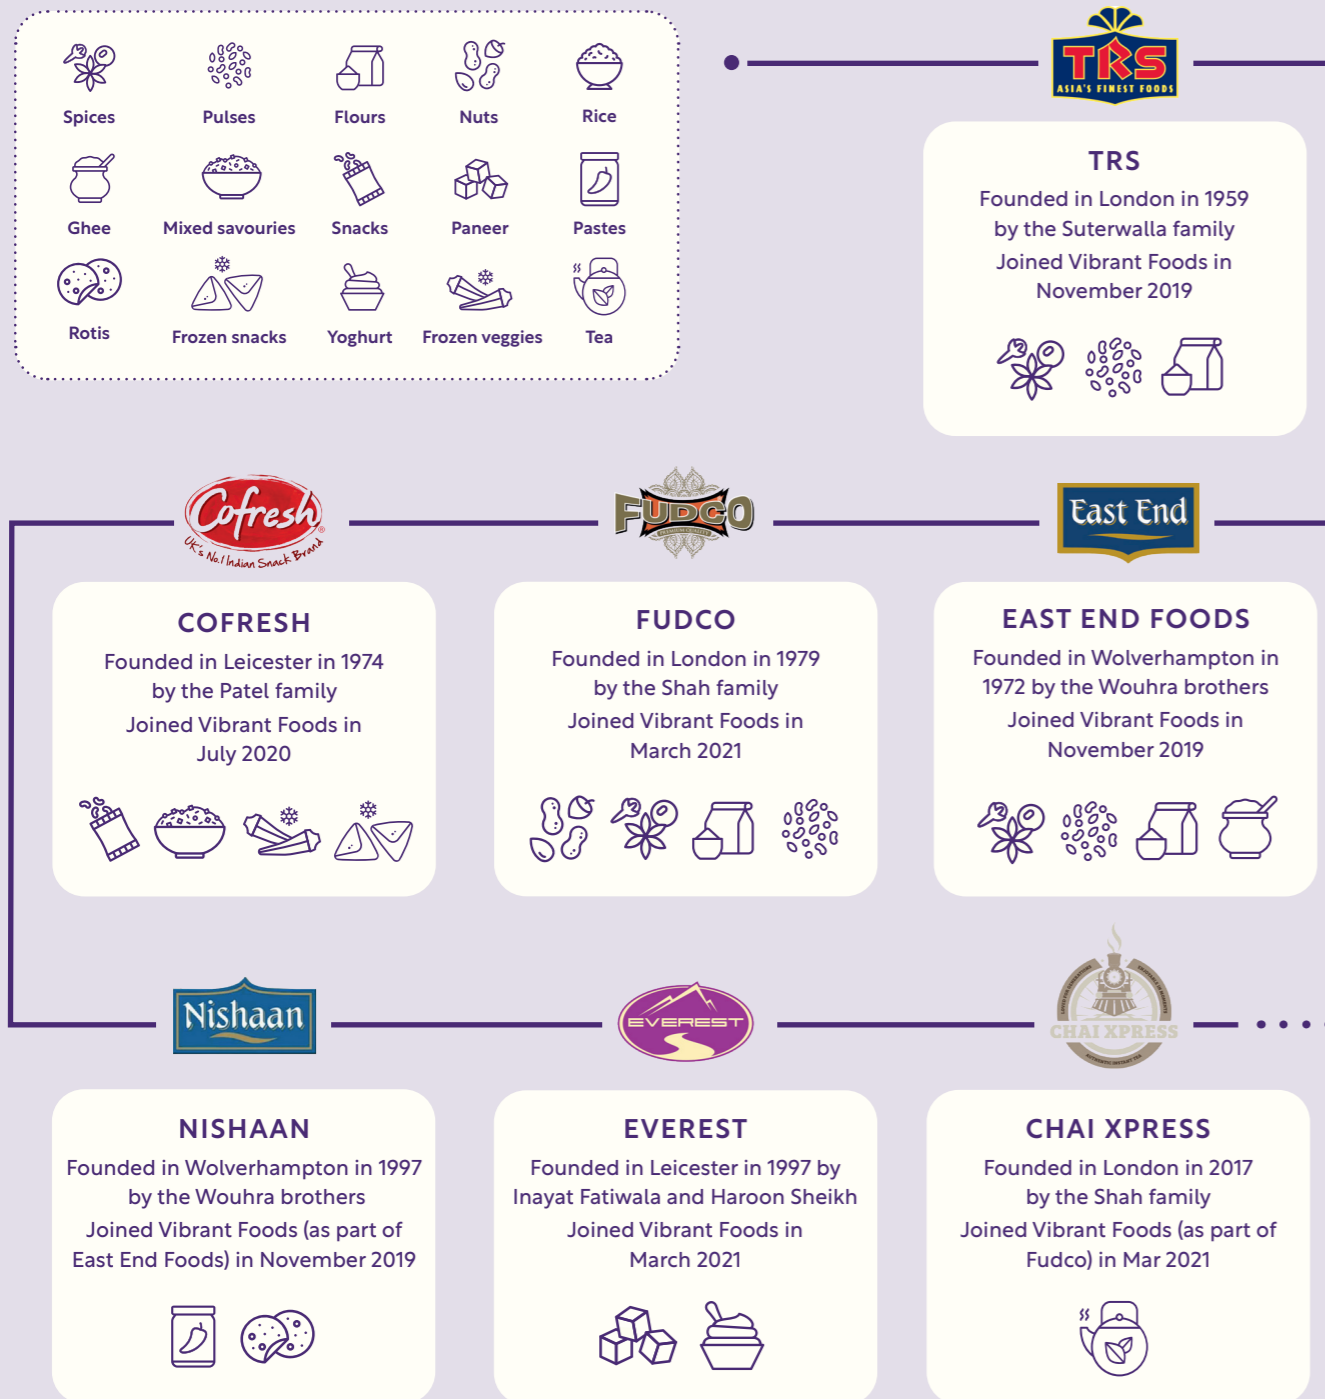 Spices
Pulses
Flours
Nuts
Rice
Ghee
Mixed savouries
Snacks
Paneer
Pastes
Rotis
Frozen snacks
Yoghurt
Frozen veggies
Tea
TRS
ASIA'S FINEST FOODS
TRS
Founded in London in 1959
by the Suterwalla family
Joined Vibrant Foods in
November 2019
Cofresh
UK's No.1 Indian Snack Brand
COFRESH
Founded in Leicester in 1974
by the Patel family
Joined Vibrant Foods in
July 2020
FUDCO
FUDCO
Founded in London in 1979
by the Shah family
Joined Vibrant Foods in
March 2021
East End
EAST END FOODS
Founded in Wolverhampton in
1972 by the Wouhra brothers
Joined Vibrant Foods in
November 2019
Nishaan
NISHAAN
Founded in Wolverhampton in 1997
by the Wouhra brothers
Joined Vibrant Foods (as part of
East End Foods) in November 2019
EVEREST
EVEREST
Founded in Leicester in 1997 by
Inayat Fatiwala and Haroon Sheikh
Joined Vibrant Foods in
March 2021
CHAI XPRESS
AUTHENTIC INSTANT TEA
CHAI XPRESS
Founded in London in 2017
by the Shah family
Joined Vibrant Foods (as part of
Fudco) in Mar 2021